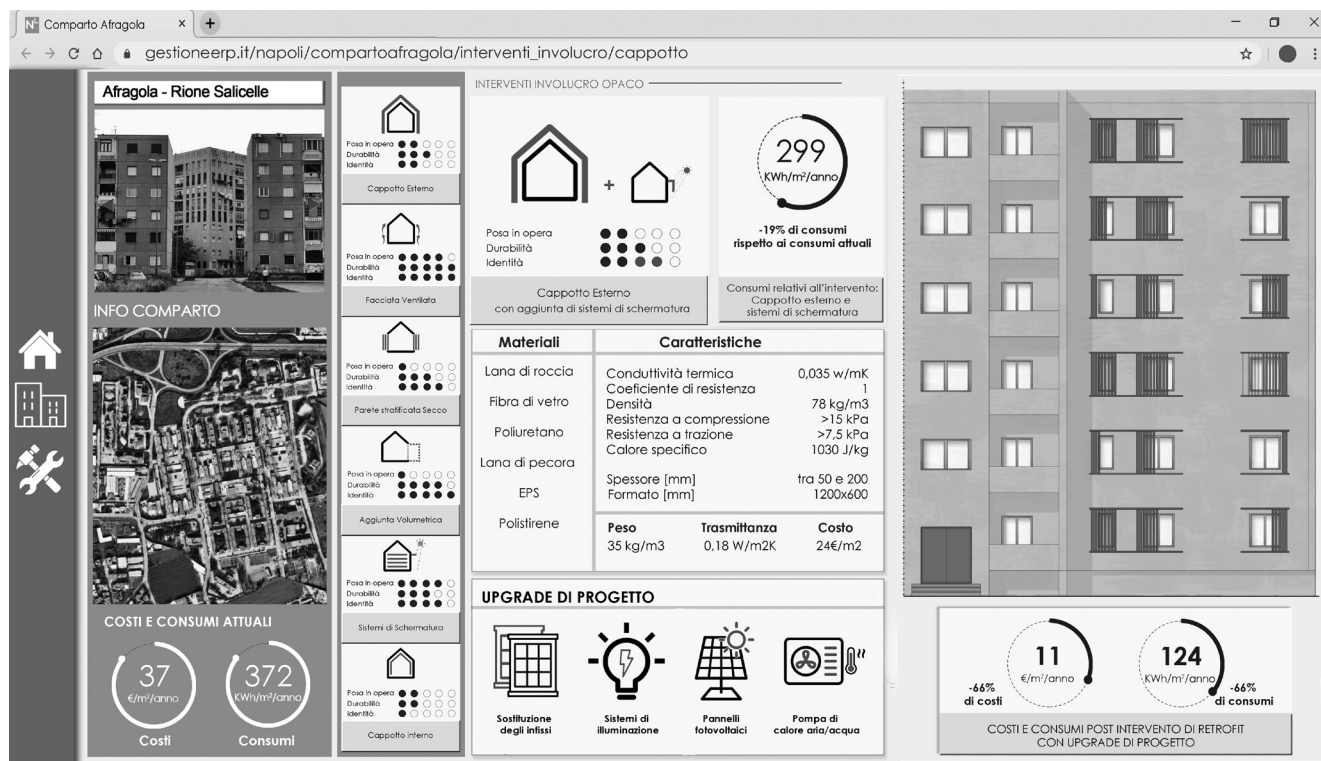 Comparto Afragola
gestioneerp.it/napoli/compartoafragola/interventi_involucro/cappotto
Afragola - Rione Salicelle
INFO COMPARTO
COSTI E CONSUMI ATTUALI
37
€/m²/anno
Costi
372
KWh/m²/anno
Consumi
Posa in opera
Durabilità
Identità
Cappotto Esterno
Posa in opera
Durabilità
Identità
Facciata Ventilata
Posa in opera
Durabilità
Identità
Parete stratificata Secco
Posa in opera
Durabilità
Identità
Aggiunta Volumetrica
Posa in opera
Durabilità
Identità
Sistemi di Schermatura
Posa in opera
Durabilità
Identità
Cappotto interno
INTERVENTI INVOLUCRO OPACO
+
Posa in opera
Durabilità
Identità
Cappotto Esterno
con aggiunta di sistemi di schermatura
299
KWh/m²/anno
-19% di consumi
rispetto ai consumi attuali
Consumi relativi all'intervento:
Cappotto esterno e
sistemi di schermatura
Materiali
Lana di roccia
Fibra di vetro
Poliuretano
Lana di pecora
EPS
Polistirene
Caratteristiche
Conduttività termica 0,035 w/mK
Coeficiente di resistenza 1
Densità 78 kg/m3
Resistenza a compressione >15 kPa
Resistenza a trazione >7,5 kPa
Calore specifico 1030 J/kg
Spessore [mm] tra 50 e 200
Formato [mm] 1200x600
Peso Trasmittanza Costo
35 kg/m3 0,18 W/m2K 24€/m2
UPGRADE DI PROGETTO
Sostituzione
degli infissi
Sistemi di
illuminazione
Pannelli
fotovoltaici
Pompa di
calore aria/acqua
11
€/m²/anno
-66%
di costi
124
KWh/m²/anno
-66%
di consumi
COSTI E CONSUMI POST INTERVENTO DI RETROFIT
CON UPGRADE DI PROGETTO